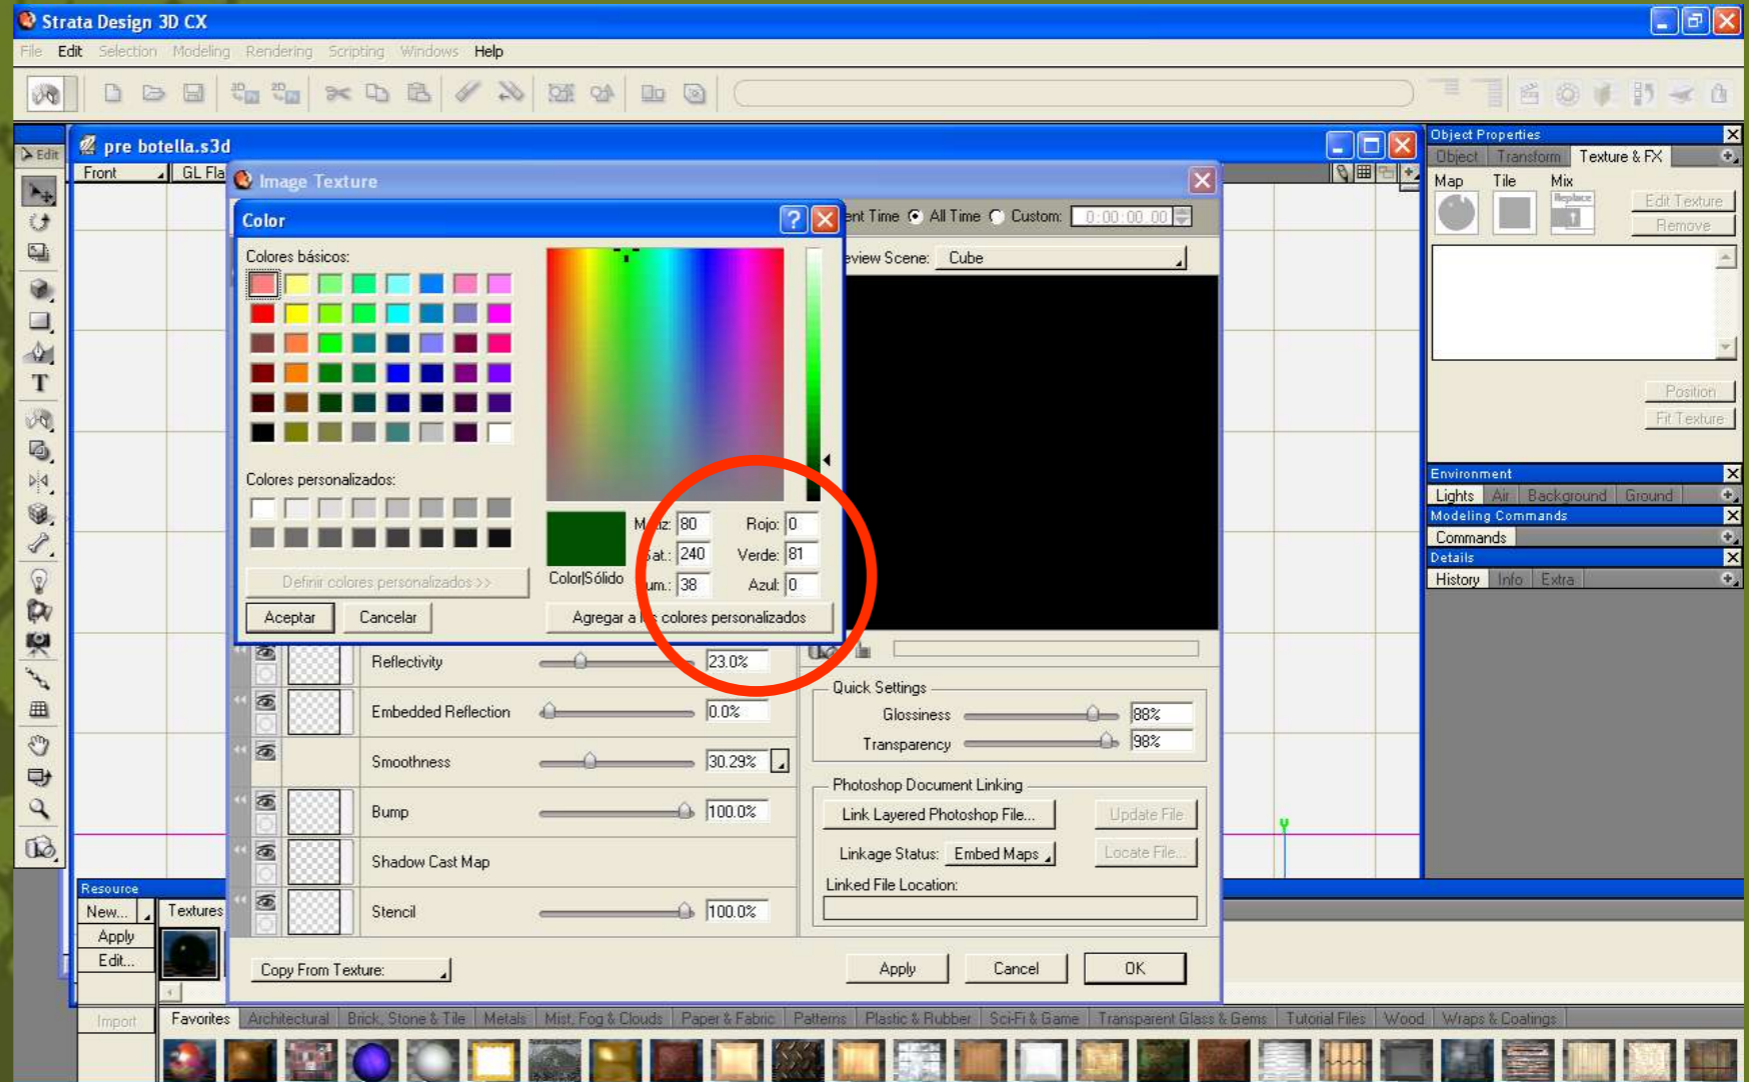 Strata Design 3D CX
File Edit Selection Modeling Rendering Scripting Windows Help
Edit
pre botella.s3d
Front GL Fla
Image Texture
ent Time All Time Custom: 0:00:00.00
eview Scene: Cube
Color
Colores básicos:
Colores personalizados:
Definir colores personalizados >>
Aceptar Cancelar
Color|Sólido
80 Rojo: 0
Sat.: 240 Verde: 81
um.: 38 Azul: 0
Agregar a los colores personalizados
Reflectivity 23.0%
Embedded Reflection 0.0%
Smoothness 30.29%
Bump 100.0%
Shadow Cast Map
Stencil 100.0%
Copy From Texture:
Quick Settings
Glossiness 88%
Transparency 98%
Photoshop Document Linking
Link Layered Photoshop File... Update File
Linkage Status: Embed Maps Locate File...
Linked File Location:
Apply Cancel OK
Object Properties
Object Transform Texture & FX
Map Tile Mix
Replace
Edit Texture
Remove
Position
Fit Texture
Environment
Lights Air Background Ground
Modeling Commands
Commands
Details
History Info Extra
T
Y
Resource
New... Textures
Apply
Edit...
Import
Favorites Architectural Brick, Stone & Tile Metals Mist, Fog & Clouds Paper & Fabric Patterns Plastic & Rubber Sci-Fi & Game Transparent Glass & Gems Tutorial Files Wood Wraps & Coatings